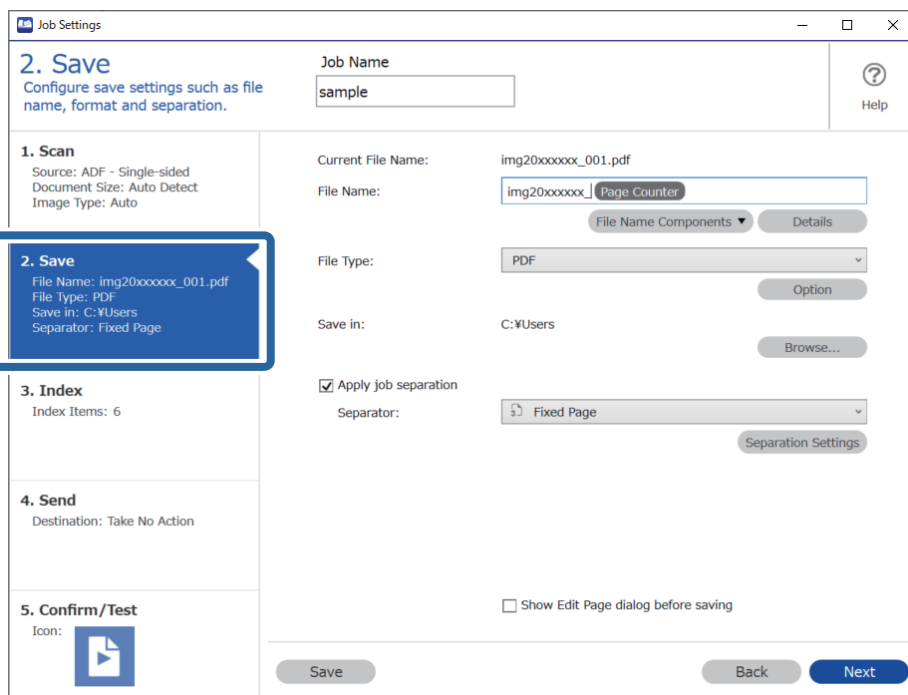 Job Settings
2. Save
Configure save settings such as file
name, format and separation.
Job Name
sample
Help
1. Scan
Source: ADF - Single-sided
Document Size: Auto Detect
Image Type: Auto
2. Save
File Name: img20xxxxxx_001.pdf
File Type: PDF
Save in: C:¥Users
Separator: Fixed Page
3. Index
Index Items: 6
4. Send
Destination: Take No Action
5. Confirm/Test
Icon:
Current File Name: img20xxxxxx_001.pdf
File Name: img20xxxxxx_ Page Counter
File Name Components ▼ Details
File Type: PDF
Option
Save in: C:¥Users
Browse...
Apply job separation
Separator: Fixed Page
Separation Settings
Show Edit Page dialog before saving
Save Back Next